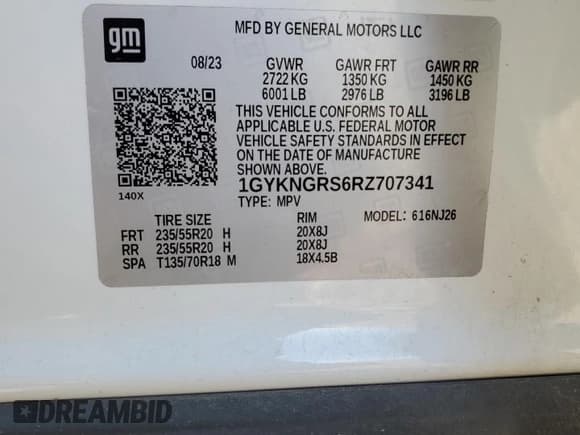 gm
MFD BY GENERAL MOTORS LLC
08/23 GVWR GAWR FRT GAWR RR
2722 KG 1350 KG 1450 KG
6001 LB 2976 LB 3196 LB
THIS VEHICLE CONFORMS TO ALL
APPLICABLE U.S. FEDERAL MOTOR
VEHICLE SAFETY STANDARDS IN EFFECT
ON THE DATE OF MANUFACTURE
SHOWN ABOVE.
140X 1GYKNGRS6RZ707341
TYPE: MPV
TIRE SIZE RIM MODEL: 616NJ26
FRT 235/55R20 H 20X8J
RR 235/55R20 H 20X8J
SPA T135/70R18 M 18X4.5B
DREAMBID